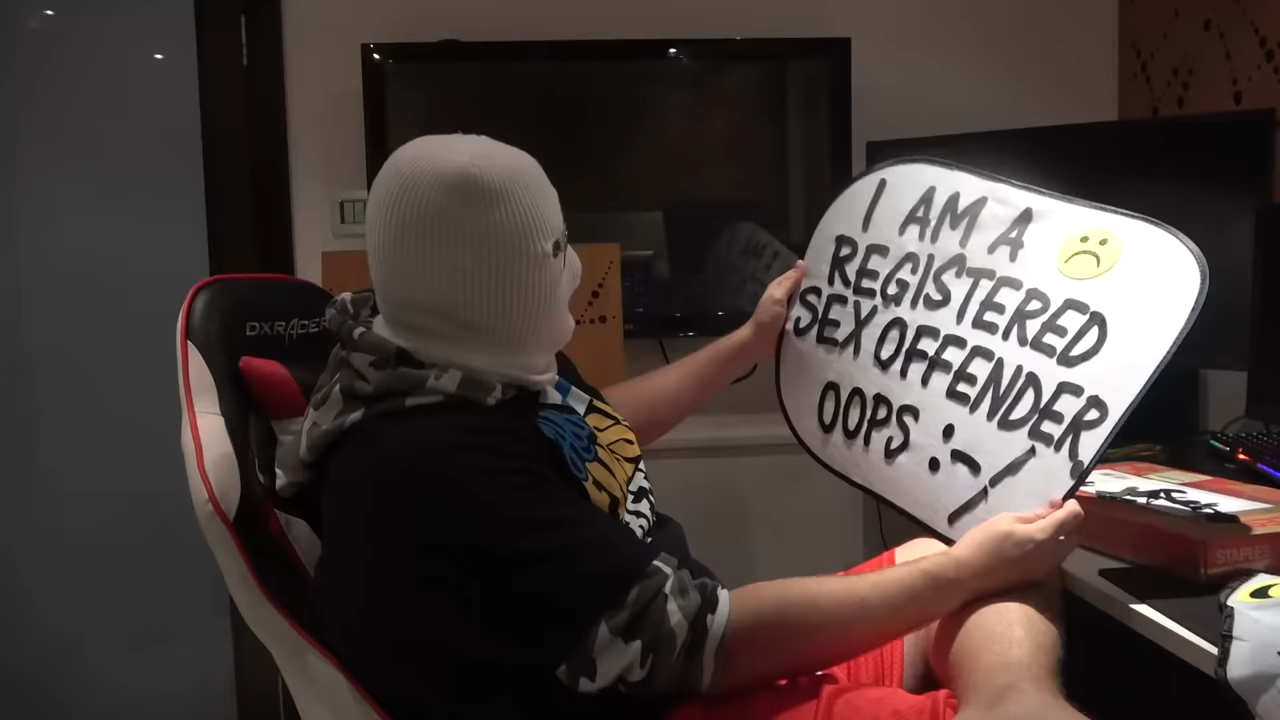 DXRACER
I AM A
REGISTERED
SEX OFFENDER,
OOPS :-/
STAPLES